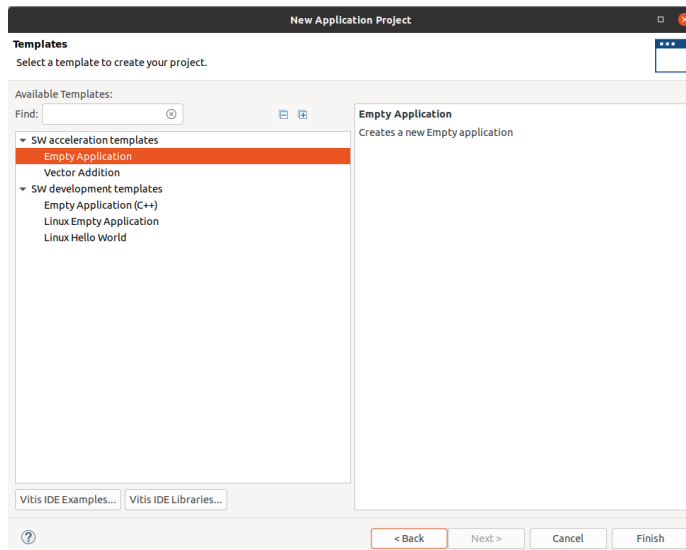 New Application Project
Templates
Select a template to create your project.
Available Templates:
Find:
SW acceleration templates
Empty Application
Vector Addition
SW development templates
Empty Application (C++)
Linux Empty Application
Linux Hello World
Empty Application
Creates a new Empty application
Vitis IDE Examples...
Vitis IDE Libraries...
?
< Back
Next >
Cancel
Finish